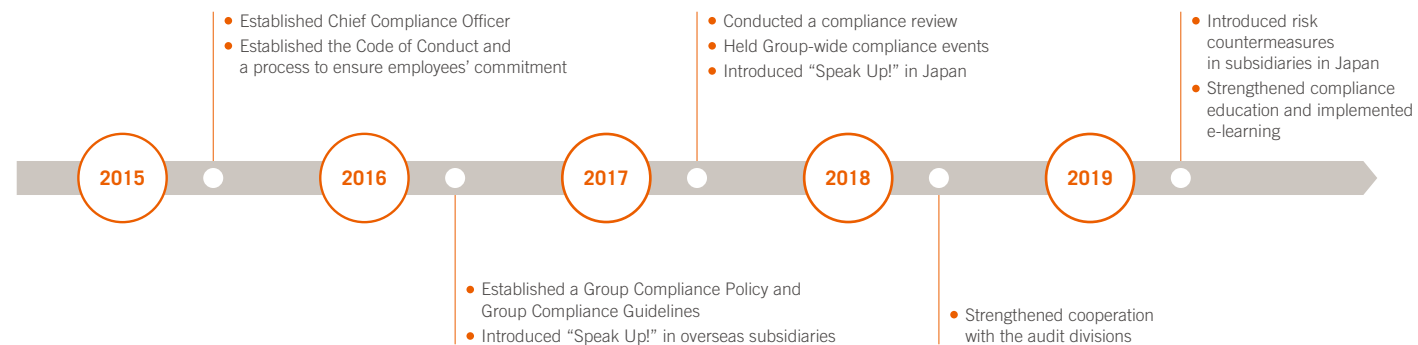 • Established Chief Compliance Officer
• Established the Code of Conduct and
a process to ensure employees’ commitment
• Conducted a compliance review
• Held Group-wide compliance events
• Introduced “Speak Up!” in Japan
• Introduced risk
countermeasures
in subsidiaries in Japan
• Strengthened compliance
education and implemented
e-learning
2015
2016
2017
2018
2019
• Established a Group Compliance Policy and
Group Compliance Guidelines
• Introduced “Speak Up!” in overseas subsidiaries
• Strengthened cooperation
with the audit divisions